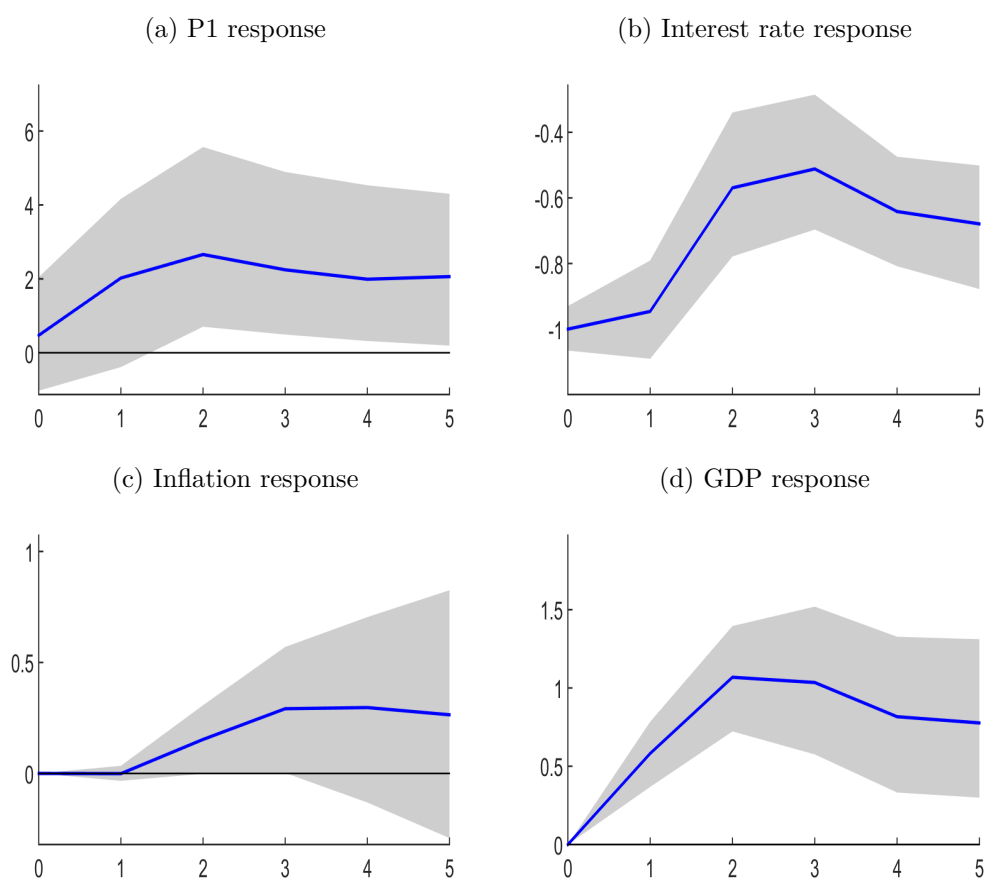 (a) P1 response
6
4
2
0
0 1 2 3 4 5
(b) Interest rate response
-0.4
-0.6
-0.8
-1
0 1 2 3 4 5
(c) Inflation response
1
0.5
0
0 1 2 3 4 5
(d) GDP response
1.5
1
0.5
0
0 1 2 3 4 5